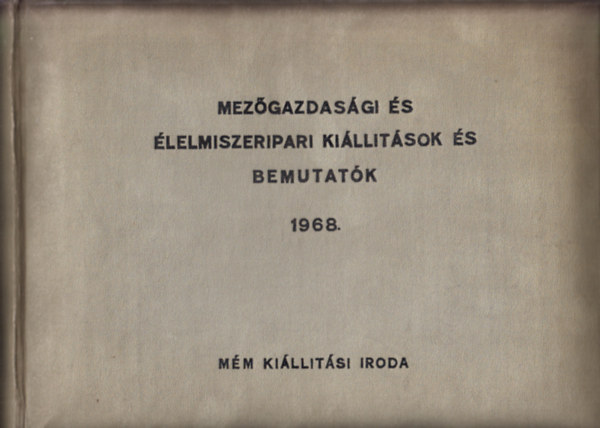 MEZŐGAZDASÁGI ÉS
ÉLELMISZERIPARI KIÁLLITÁSOK ÉS
BEMUTATÓK
1968.
MÉM KIÁLLITÁSI IRODA